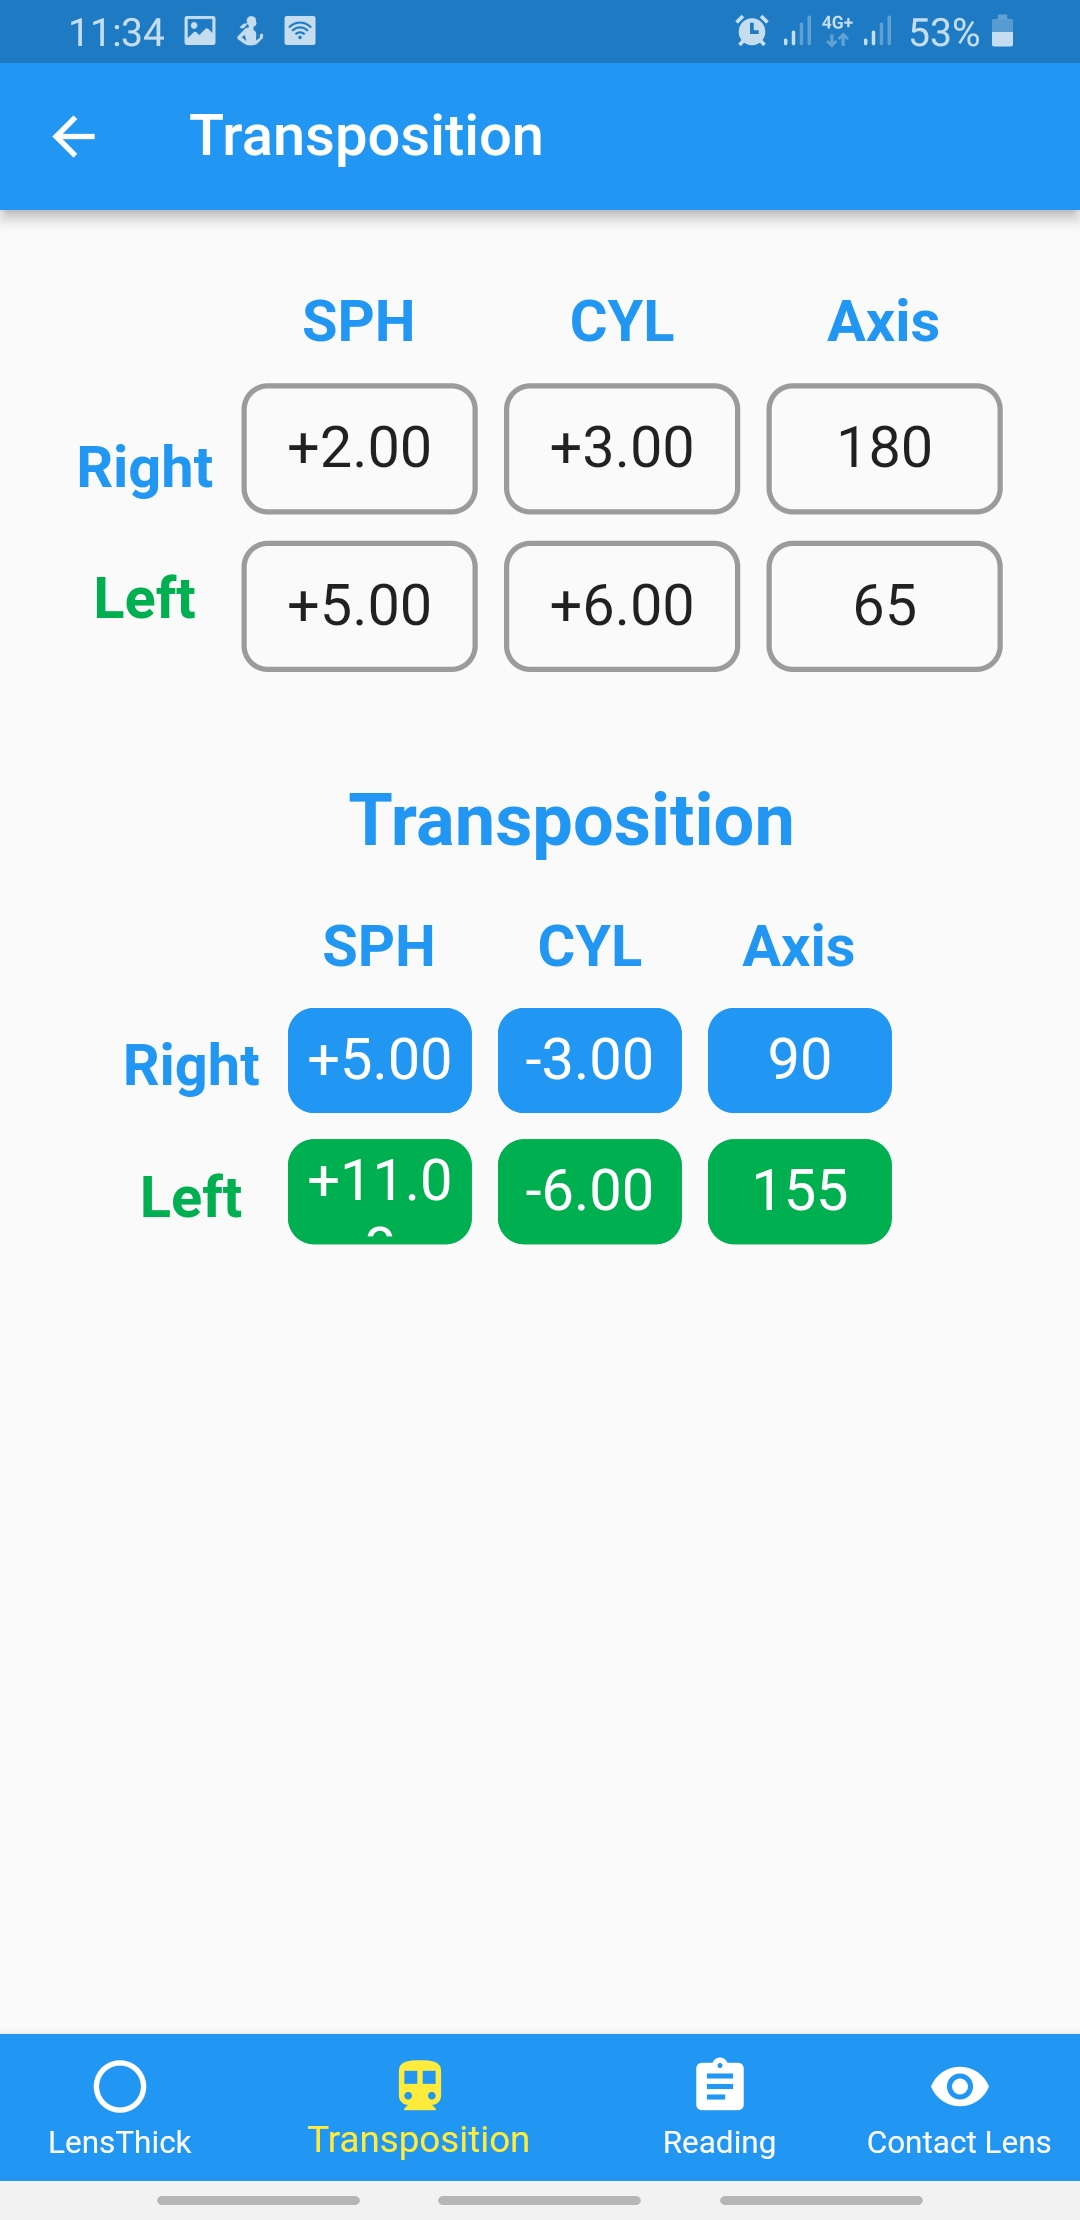 11:34 4G+ 53%
Transposition
SPH CYL Axis
Right +2.00 +3.00 180
Left +5.00 +6.00 65
Transposition
SPH CYL Axis
Right +5.00 -3.00 90
Left +11.0 -6.00 155
LensThick Transposition Reading Contact Lens